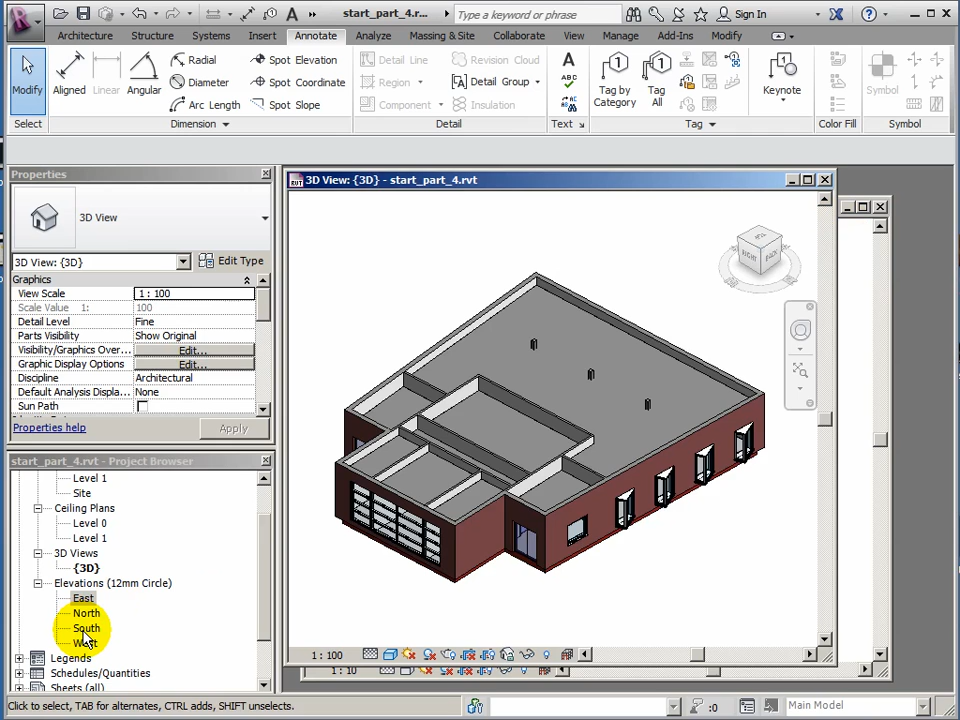 start_part_4.r...
Type a keyword or phrase
Sign In
Architecture Structure Systems Insert Annotate Analyze Massing & Site Collaborate View Manage Add-Ins Modify
Modify Aligned Linear Angular
Radial
Diameter
Arc Length
Spot Elevation
Spot Coordinate
Spot Slope
Detail Line
Region
Component
Revision Cloud
Detail Group
Insulation
ABC
Tag by Category
Tag All
Keynote
Symbol
Select Dimension Detail Text Tag Color Fill Symbol
Properties
3D View
3D View: {3D} Edit Type
Graphics
View Scale 1 : 100
Scale Value 1: 100
Detail Level Fine
Parts Visibility Show Original
Visibility/Graphics Over... Edit...
Graphic Display Options Edit...
Discipline Architectural
Default Analysis Displa... None
Sun Path
Properties help Apply
start_part_4.rvt - Project Browser
Level 1
Site
Ceiling Plans
Level 0
Level 1
3D Views
{3D}
Elevations (12mm Circle)
East
North
South
West
Legends
Schedules/Quantities
Sheets (all)
3D View: {3D} - start_part_4.rvt
RIGHT BACK
1 : 100
1 : 10
Click to select, TAB for alternates, CTRL adds, SHIFT unselects.
:0
Main Model